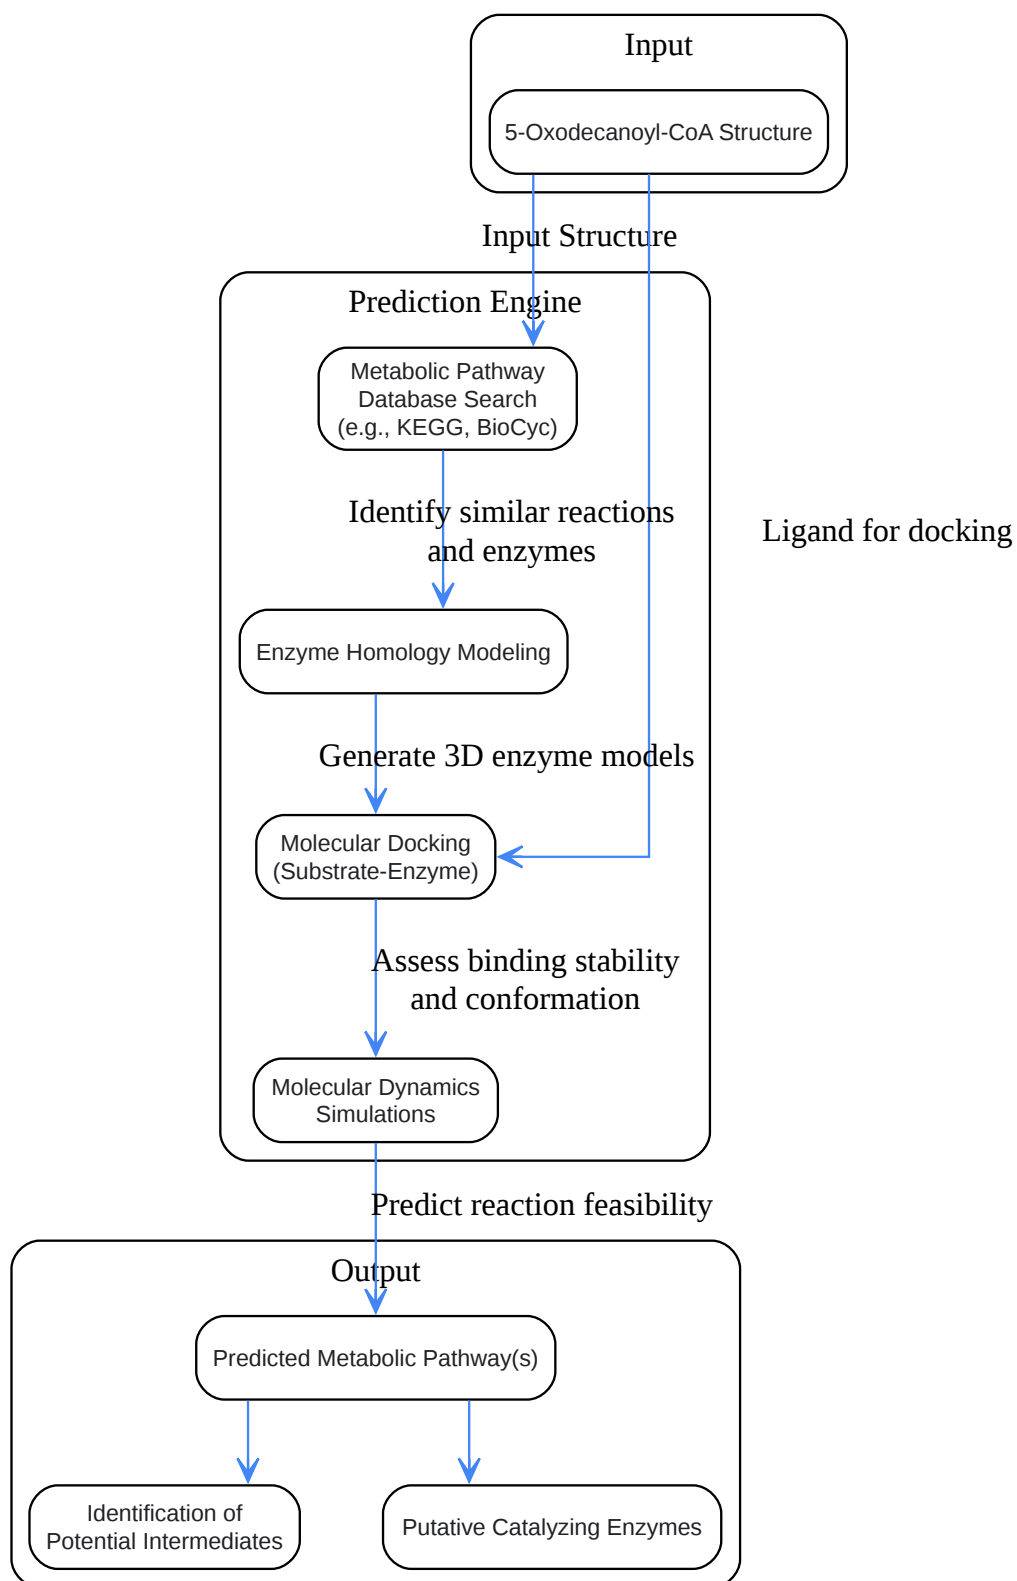 Input
5-Oxodecanoyl-CoA Structure
Input Structure
Prediction Engine
Metabolic Pathway
Database Search
(e.g., KEGG, BioCyc)
Identify similar reactions
and enzymes
Ligand for docking
Enzyme Homology Modeling
Generate 3D enzyme models
Molecular Docking
(Substrate-Enzyme)
Assess binding stability
and conformation
Molecular Dynamics
Simulations
Predict reaction feasibility
Output
Predicted Metabolic Pathway(s)
Identification of
Potential Intermediates
Putative Catalyzing Enzymes